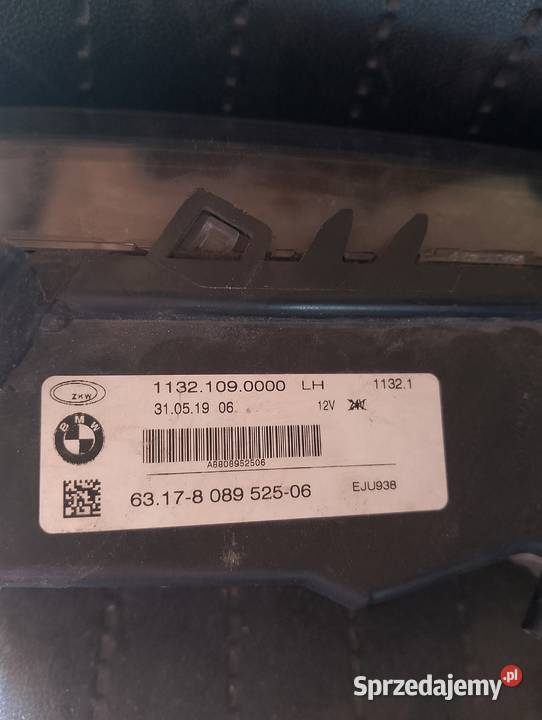 1132.109.0000 LH 1132.1
ZKW
31.05.19 06. 12V
BMW
A8808952506
63.17-8 089 525-06 EJU938
Sprzedajemy.pl